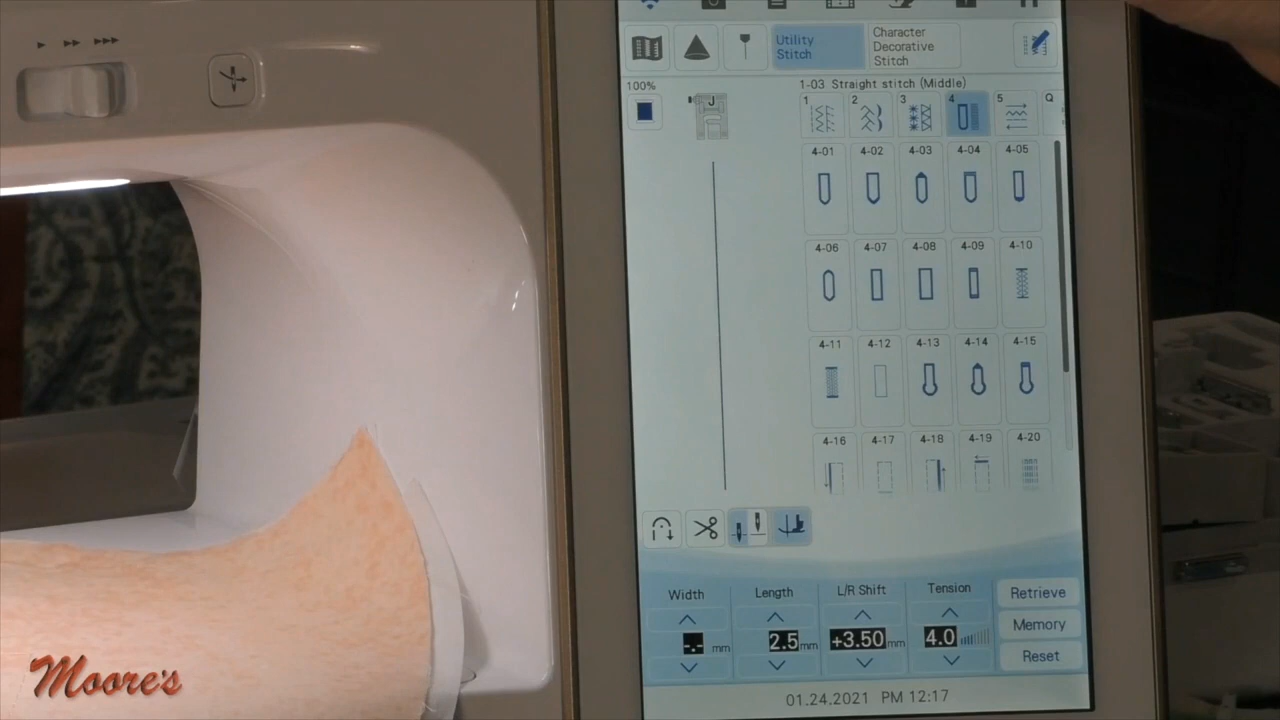 Utility
Stitch
Character
Decorative
Stitch
100%
1-03 Straight stitch (Middle)
J
1
2
3
4
5
Q
4-01
4-02
4-03
4-04
4-05
4-06
4-07
4-08
4-09
4-10
4-11
4-12
4-13
4-14
4-15
4-16
4-17
4-18
4-19
4-20
Width
Length
L/R Shift
Tension
-.- mm
2.5 mm
+3.50 mm
4.0
Retrieve
Memory
Reset
01.24.2021 PM 12:17
Moore's